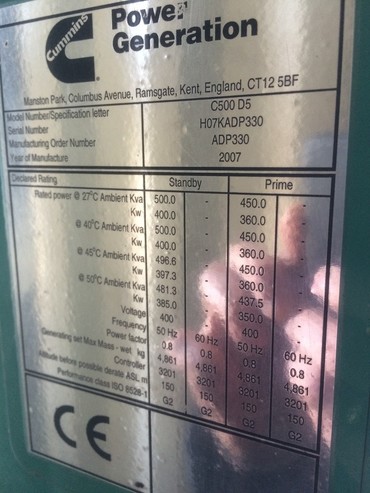 Cummins
Power
Generation
Manston Park, Columbus Avenue, Ramsgate, Kent, England, CT12 5BF
Model Number/Specification letter C500 D5
Serial Number H07KADP330
Manufacturing Order Number ADP330
Year of Manufacture 2007
Declared Rating Standby Prime
Rated power @ 27°C Ambient Kva 500.0 - 450.0 -
Kw 400.0 - 360.0 -
@ 40°C Ambient Kva 500.0 - 450.0 -
Kw 400.0 - 360.0 -
@ 45°C Ambient Kva 496.6 - 450.0 -
Kw 397.3 - 360.0 -
@ 50°C Ambient Kva 481.3 - 437.5 -
Kw 385.0 - 350.0 -
Voltage 400 - 400 -
Frequency 50 Hz 60 Hz 50 Hz 60 Hz
Power factor 0.8 0.8 0.8 0.8
Generating set Max Mass - wet, kg 4,861 4,861 4,861 4,861
Controller 3201 3201 3201 3201
Altitude before possible derate ASL m 150 150 150 150
Performance class ISO 8528-1 G2 G2 G2 G2
CE